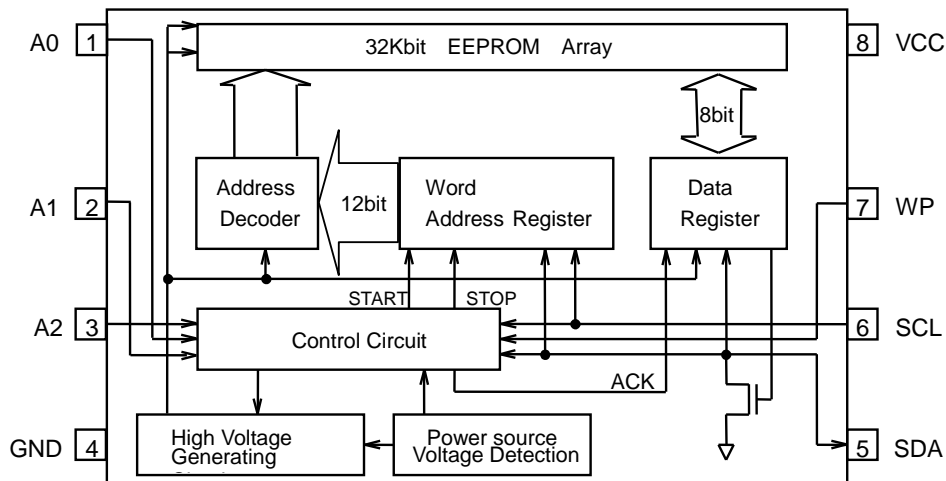 A0 1
32Kbit EEPROM Array
8 VCC
8bit
A1 2
Address
Decoder
12bit
Word
Address Register
Data
Register
7 WP
START
STOP
A2 3
Control Circuit
6 SCL
ACK
GND 4
High Voltage
Generating
Power source
Voltage Detection
5 SDA